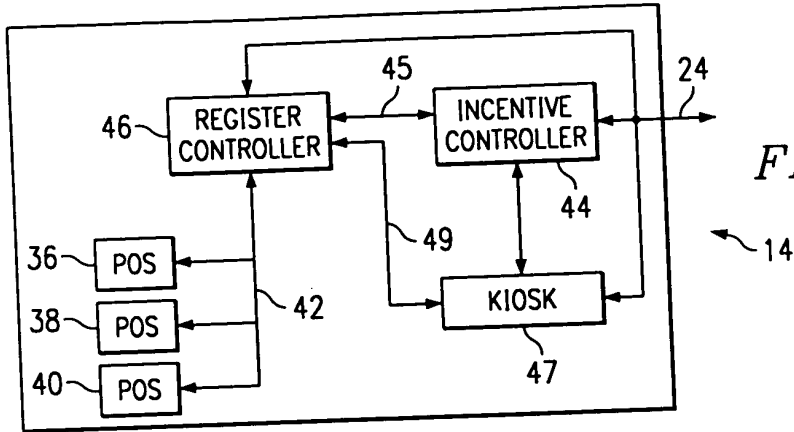 45
24
46
REGISTER
CONTROLLER
INCENTIVE
CONTROLLER
44
49
14
36
POS
42
KIOSK
38
POS
47
40
POS